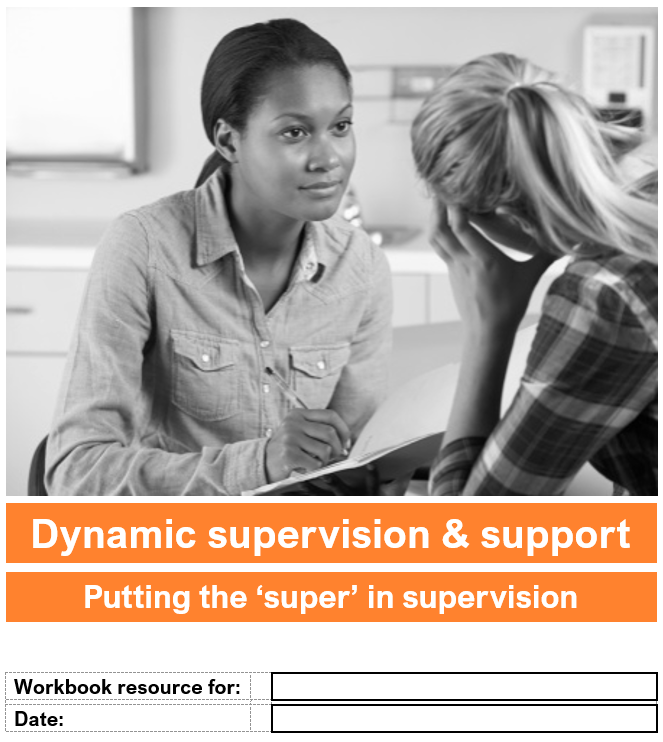 Dynamic supervision & support
Putting the ‘super’ in supervision
Workbook resource for:
Date: